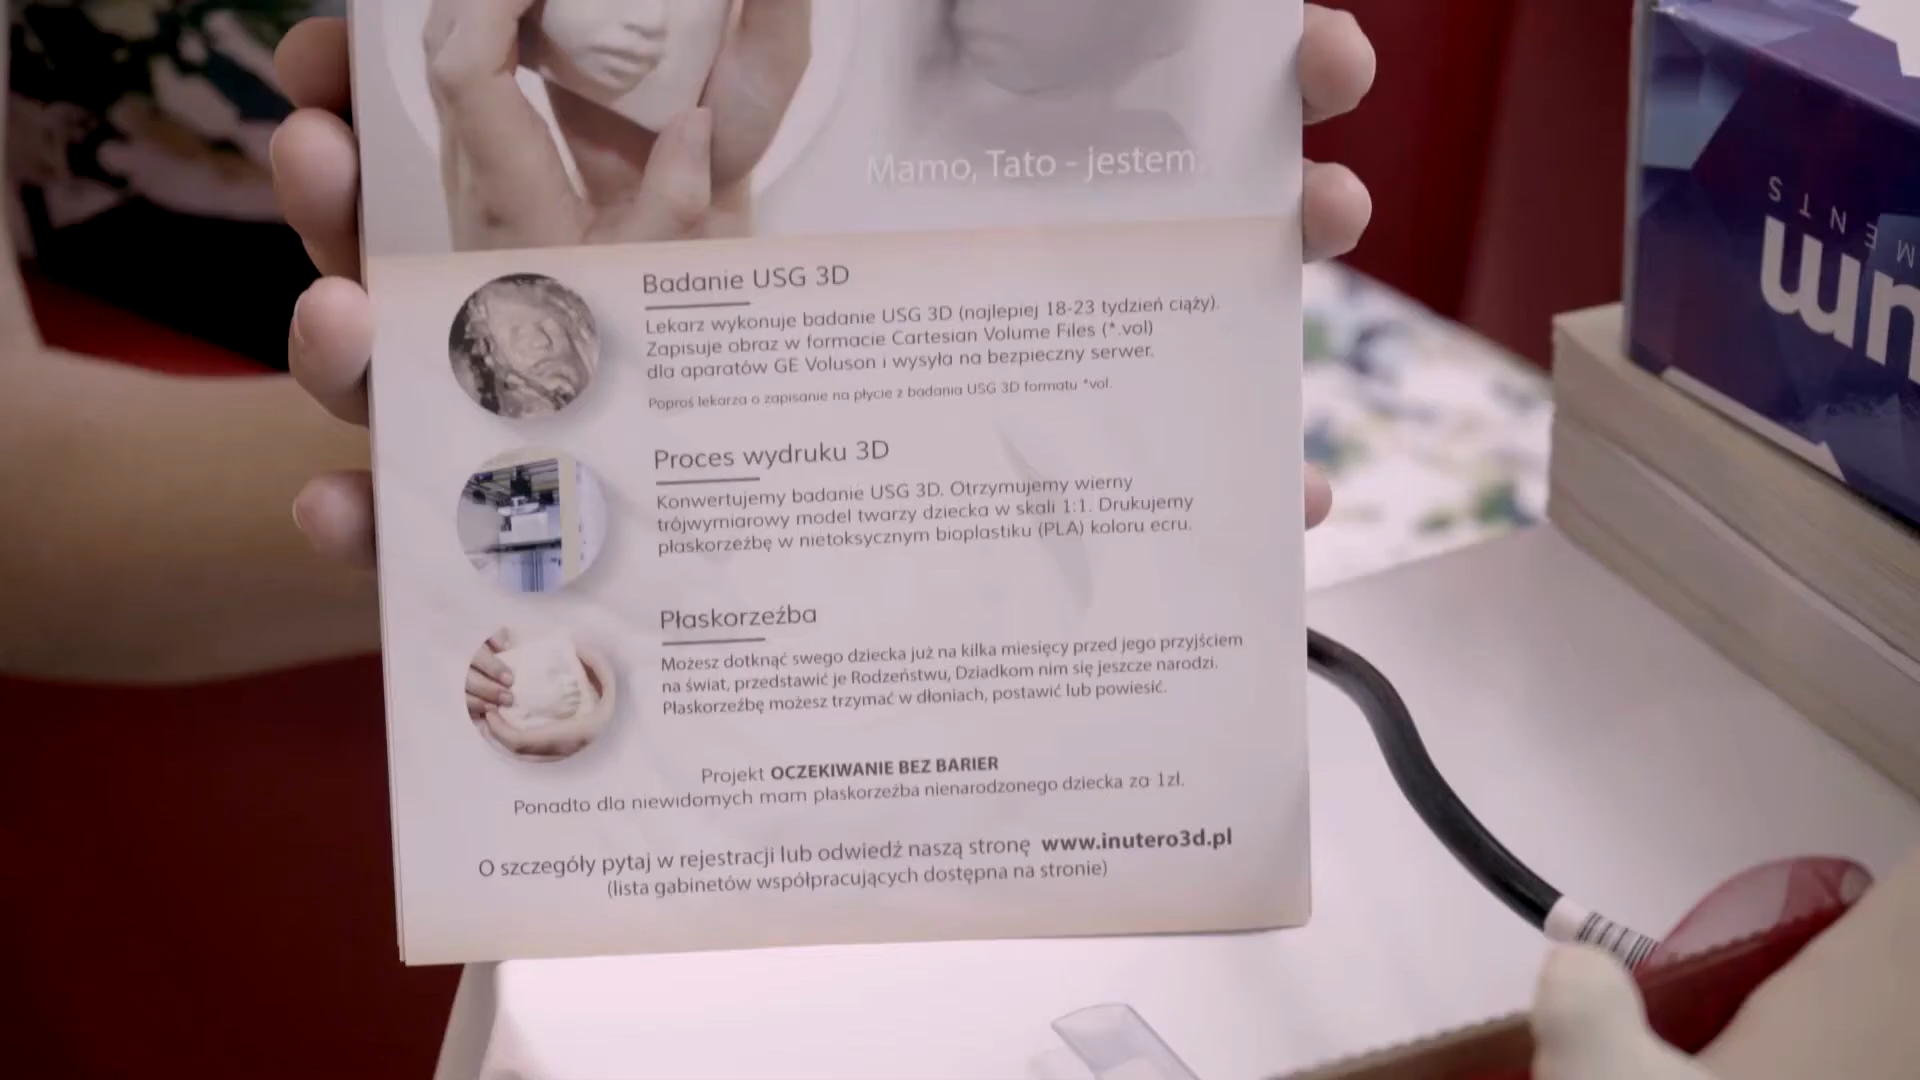 Mamo, Tato - jestem.
Badanie USG 3D
Lekarz wykonuje badanie USG 3D (najlepiej 18-23 tydzień ciąży).
Zapisuje obraz w formacie Cartesian Volume Files (*.vol)
dla aparatów GE Voluson i wysyła na bezpieczny serwer.
Poproś lekarza o zapisanie na płycie z badania USG 3D formatu *vol.
Proces wydruku 3D
Konwertujemy badanie USG 3D. Otrzymujemy wierny
trójwymiarowy model twarzy dziecka w skali 1:1. Drukujemy
płaskorzeźbę w nietoksycznym bioplastiku (PLA) koloru ecru.
Płaskorzeźba
Możesz dotknąć swego dziecka już na kilka miesięcy przed jego przyjściem
na świat, przedstawić je Rodzeństwu, Dziadkom nim się jeszcze narodzi.
Płaskorzeźbę możesz trzymać w dłoniach, postawić lub powiesić.
Projekt OCZEKIWANIE BEZ BARIER
Ponadto dla niewidomych mam płaskorzeźba nienarodzonego dziecka za 1zł.
O szczegóły pytaj w rejestracji lub odwiedź naszą stronę www.inutero3d.pl
(lista gabinetów współpracujących dostępna na stronie)